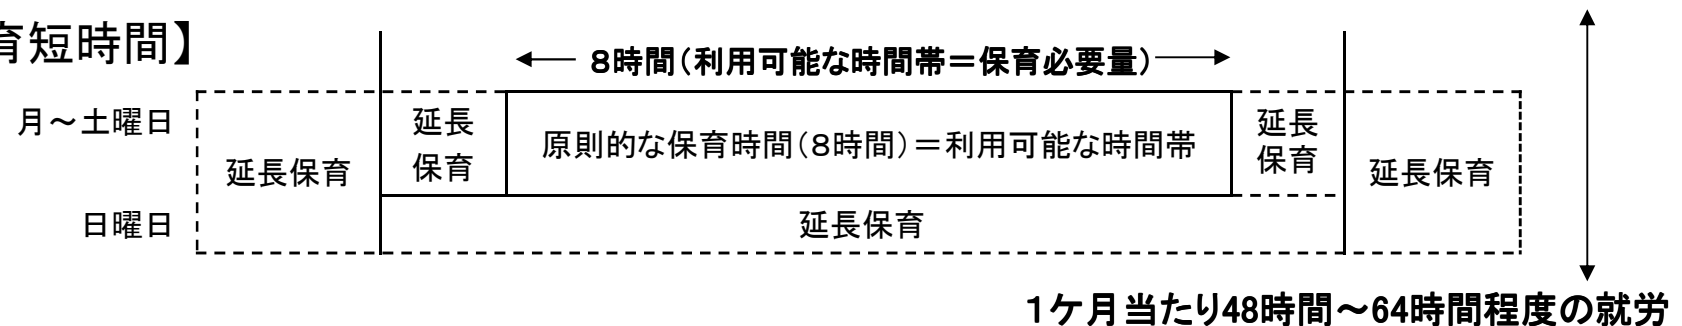 育短時間】
８時間（利用可能な時間帯＝保育必要量）
月～土曜日
延長
保育
原則的な保育時間（８時間）＝利用可能な時間帯
延長
保育
延長保育
延長保育
日曜日
延長保育
１ケ月当たり48時間～64時間程度の就労